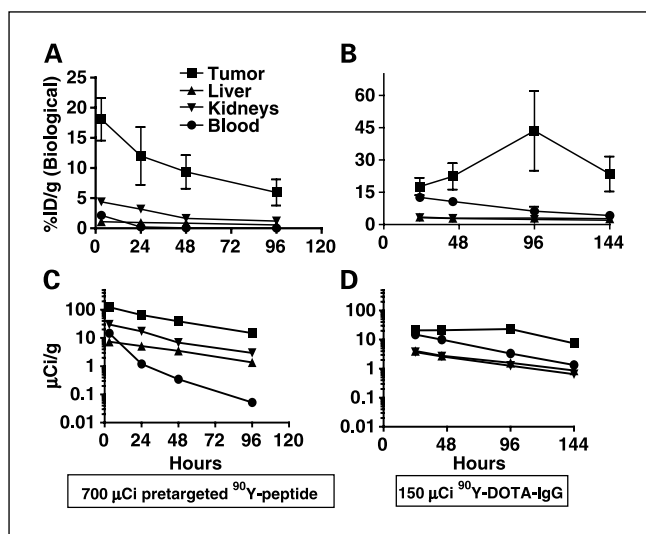 A
B
Tumor
Liver
Kidneys
Blood
%ID/g (Biological)
25
20
15
10
5
0
0 24 48 72 96 120
60
45
30
15
0
0 48 96 144
C
D
µCi/g
100
10
1
0.1
0.01
0 24 48 72 96 120
Hours
100
10
1
0.1
0.01
0 48 96 144
Hours
700 µCi pretargeted ⁹⁰Y-peptide
150 µCi ⁹⁰Y-DOTA-IgG